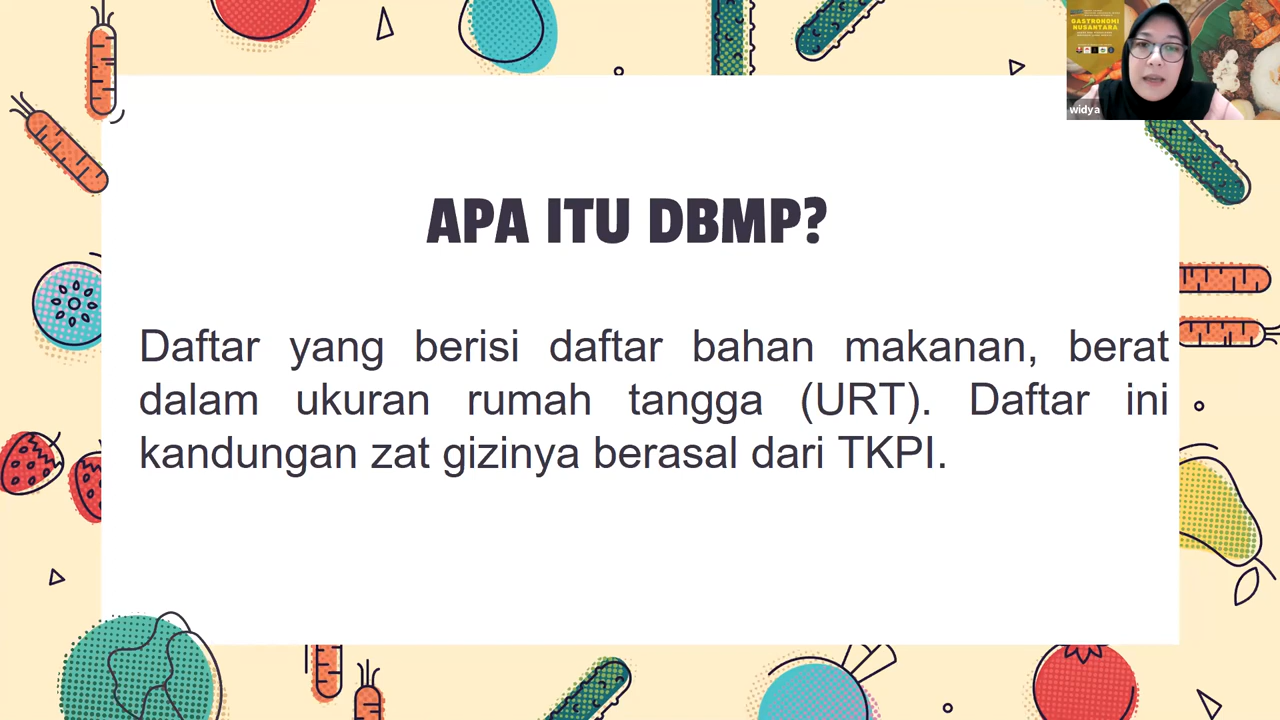 GASTRONOMI
NUSANTARA
widya
APA ITU DBMP?
Daftar yang berisi daftar bahan makanan, berat
dalam ukuran rumah tangga (URT). Daftar ini
kandungan zat gizinya berasal dari TKPI.